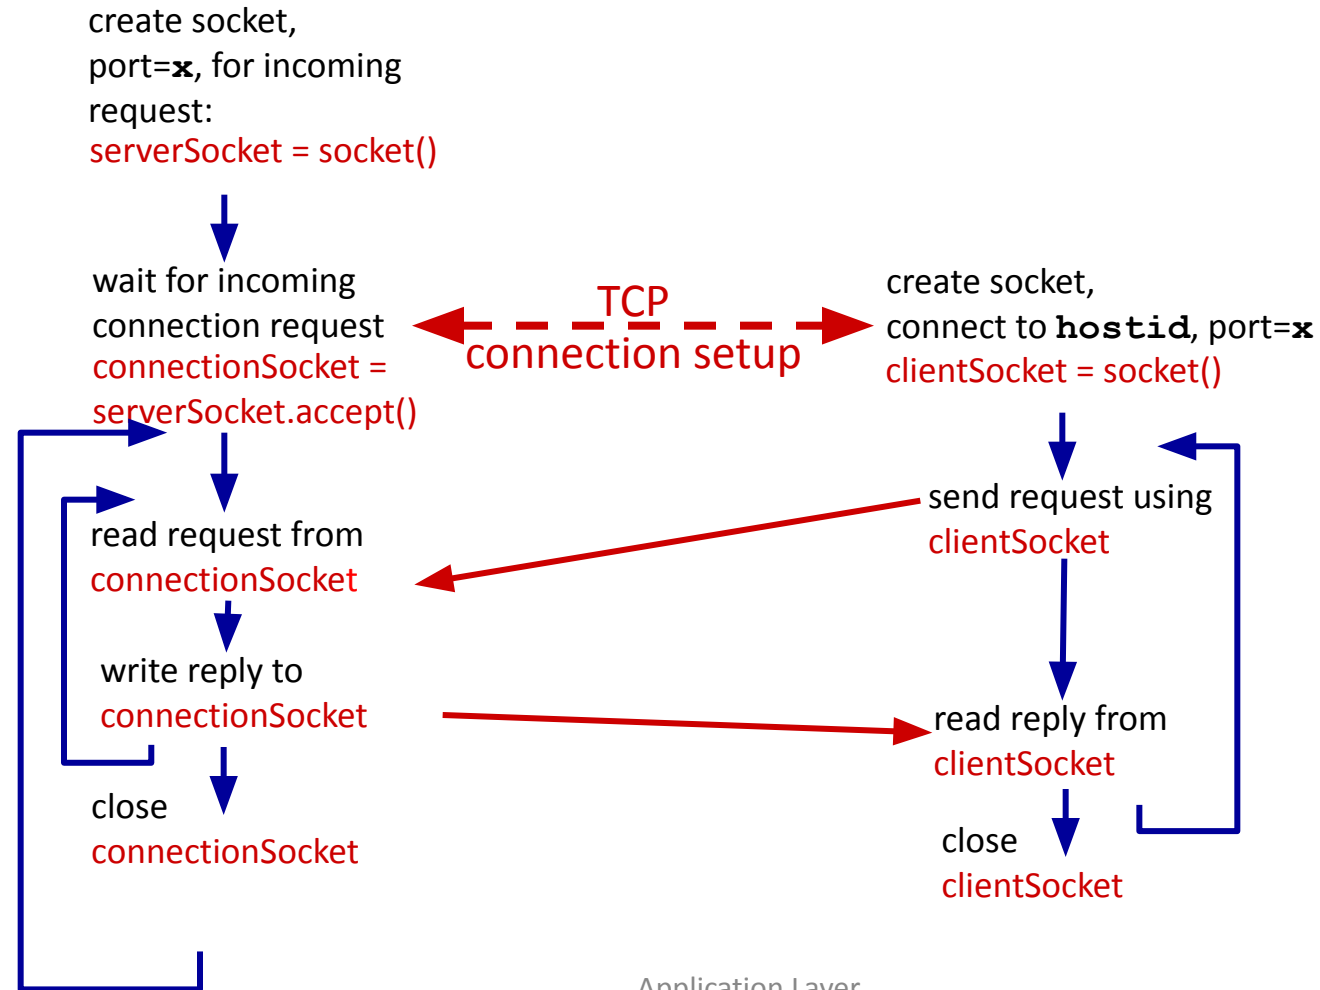 create socket,
port=x, for incoming
request:
serverSocket = socket()
wait for incoming
connection request
connectionSocket =
serverSocket.accept()
TCP
connection setup
create socket,
connect to hostid, port=x
clientSocket = socket()
read request from
connectionSocket
send request using
clientSocket
write reply to
connectionSocket
read reply from
clientSocket
close
connectionSocket
close
clientSocket
Application Layer